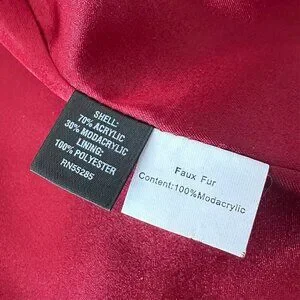 SHELL:
70% ACRYLIC
30% MODACRYLIC
LINING:
100% POLYESTER
RN55285
Faux Fur
Content:100%Modacrylic